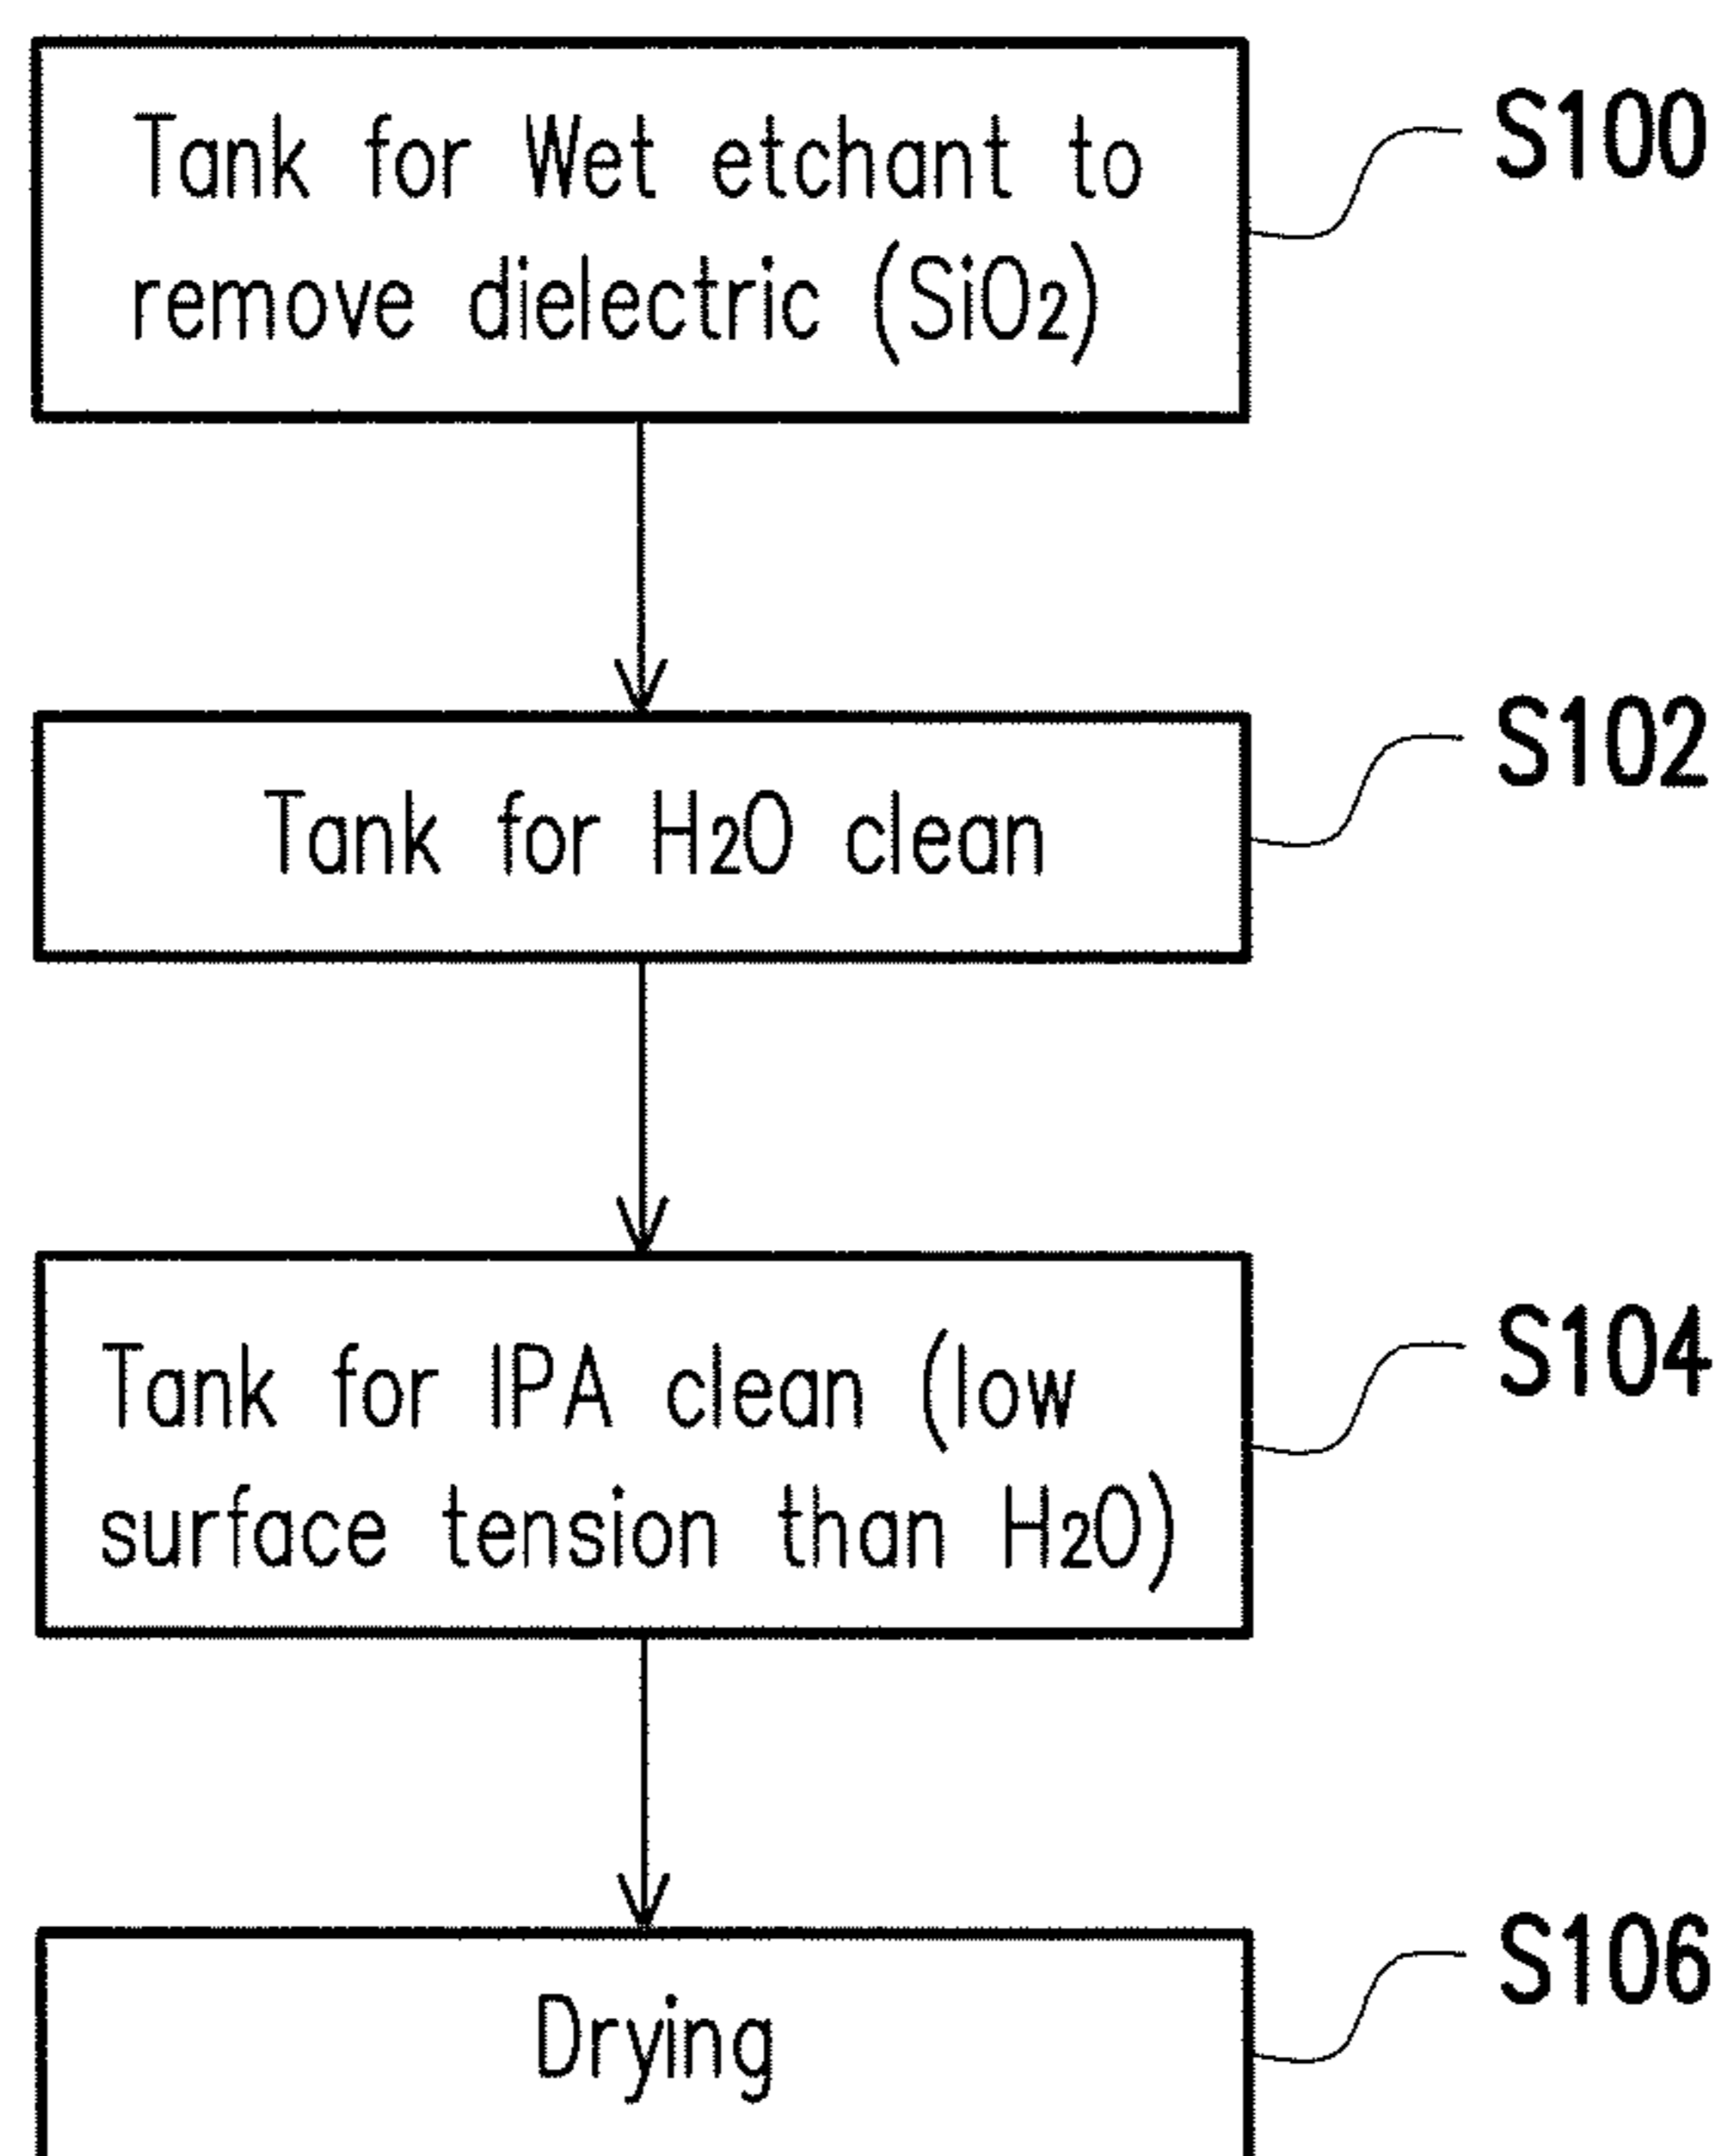 Tank for Wet etchant to
remove dielectric (SiO₂)
S100
Tank for H₂O clean
S102
Tank for IPA clean (low
surface tension than H₂O)
S104
Drying
S106